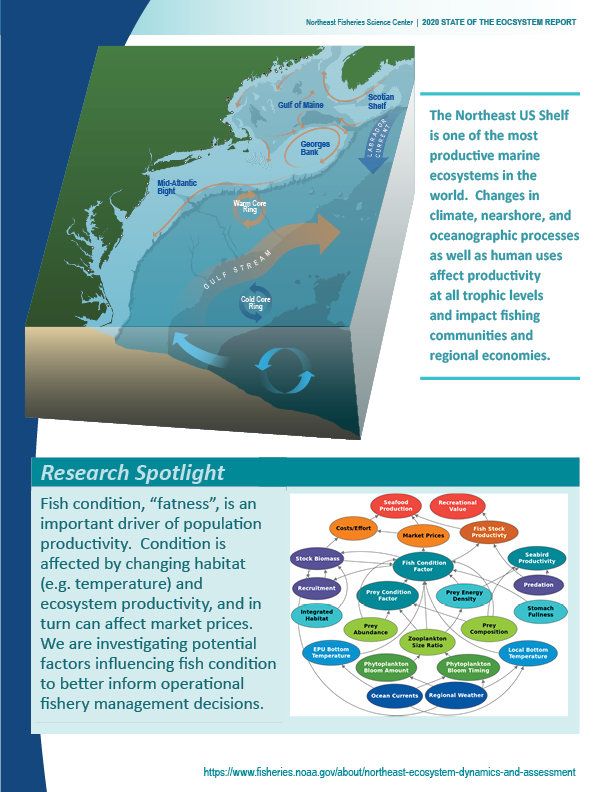 Northeast Fisheries Science Center | 2020 STATE OF THE EOCSYSTEM REPORT
Gulf of Maine
Scotian
Shelf
Georges
Bank
LABRADOR
CURRENT
Mid-Atlantic
Bight
Warm Core
Ring
GULF STREAM
Cold Core
Ring
The Northeast US Shelf
is one of the most
productive marine
ecosystems in the
world. Changes in
climate, nearshore, and
oceanographic processes
as well as human uses
affect productivity
at all trophic levels
and impact fishing
communities and
regional economies.
Research Spotlight
Fish condition, “fatness”, is an
important driver of population
productivity. Condition is
affected by changing habitat
(e.g. temperature) and
ecosystem productivity, and in
turn can affect market prices.
We are investigating potential
factors influencing fish condition
to better inform operational
fishery management decisions.
Seafood
Production
Recreational
Value
Costs/Effort
Market Prices
Fish Stock
Productivity
Stock Biomass
Fish Condition
Factor
Seabird
Productivity
Recruitment
Prey Condition
Factor
Prey Energy
Density
Predation
Integrated
Habitat
Stomach
Fullness
Prey
Abundance
Zooplankton
Size Ratio
Prey
Composition
EPU Bottom
Temperature
Local Bottom
Temperature
Phytoplankton
Bloom Amount
Phytoplankton
Bloom Timing
Ocean Currents
Regional Weather
https://www.fisheries.noaa.gov/about/northeast-ecosystem-dynamics-and-assessment